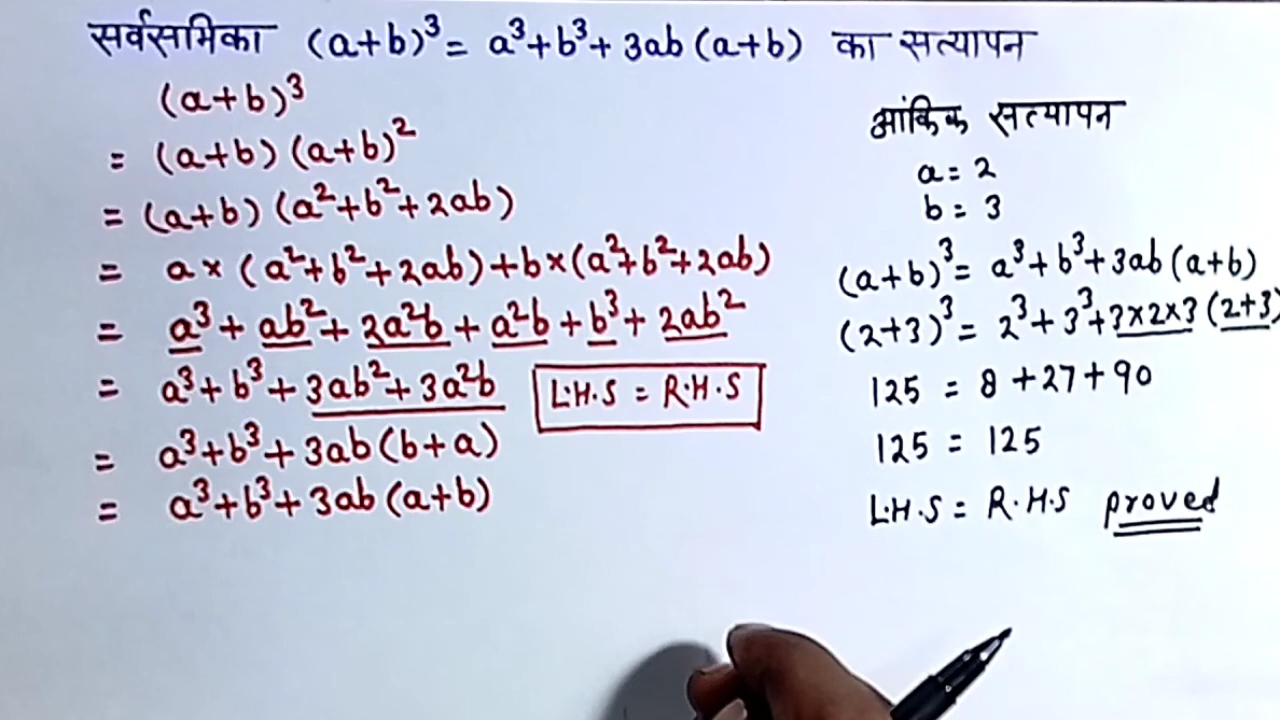 सर्वसमिका (a+b)³ = a³+b³+3ab(a+b) का सत्यापन
(a+b)³
= (a+b)(a+b)²
= (a+b)(a²+b²+2ab)
= a×(a²+b²+2ab)+b×(a²+b²+2ab)
= a³+ab²+2a²b+a²b+b³+2ab²
= a³+b³+3ab²+3a²b
L.H.S = R.H.S
= a³+b³+3ab(b+a)
= a³+b³+3ab(a+b)
आंकिक सत्यापन
a=2
b=3
(a+b)³= a³+b³+3ab(a+b)
(2+3)³= 2³+3³+3×2×3(2+3)
125 = 8+27+90
125 = 125
L.H.S = R.H.S proved